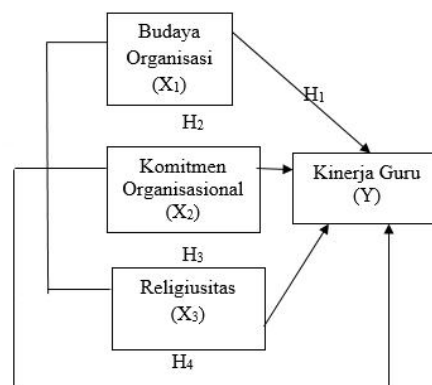 Budaya
Organisasi
(X₁)
H₁
H₂
Komitmen
Organisasional
(X₂)
Kinerja Guru
(Y)
H₃
Religiusitas
(X₃)
H₄